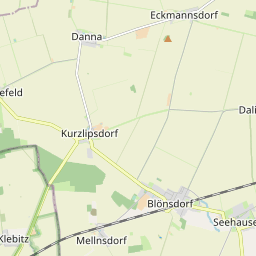 Eckmannsdorf
Danna
efeld
Dali
Kurzlipsdorf
Blönsdorf
Seehause
Klebitz
Mellnsdorf